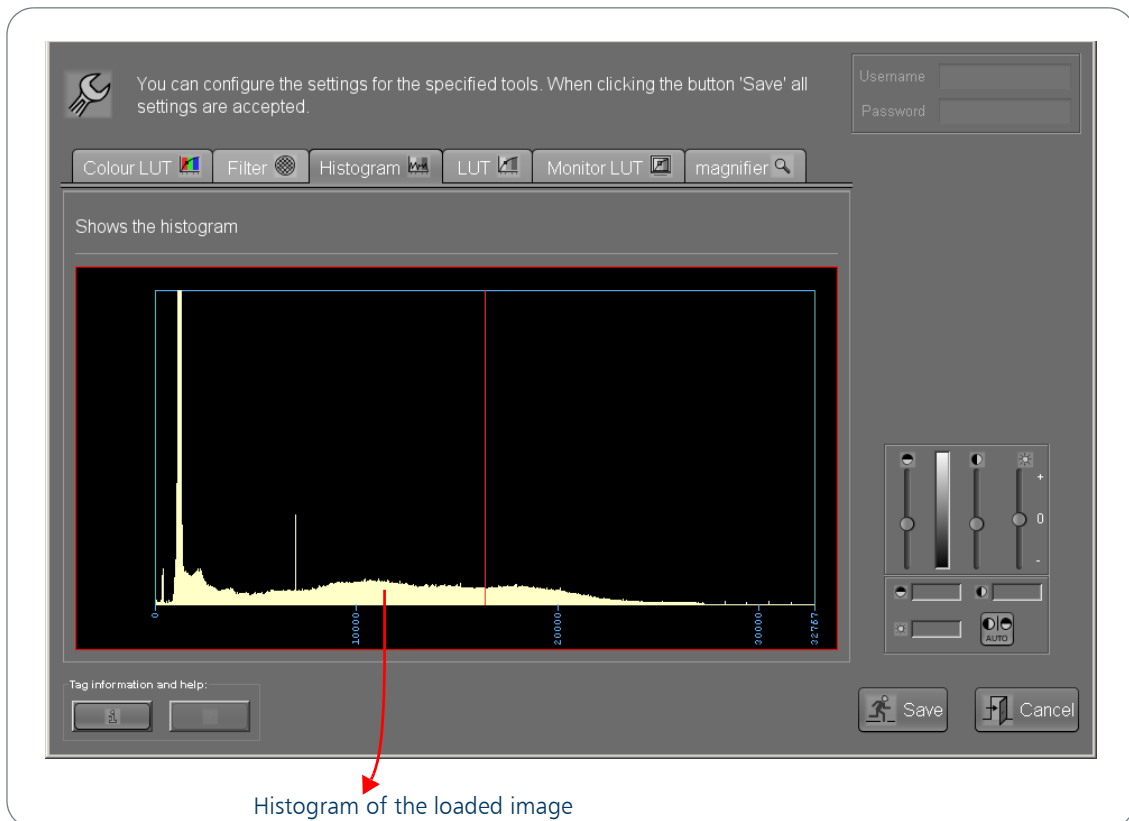 You can configure the settings for the specified tools. When clicking the button 'Save' all
settings are accepted.
Username
Password
Colour LUT
Filter
Histogram
LUT
Monitor LUT
magnifier
Shows the histogram
0
10000
20000
30000
32767
+
0
-
AUTO
Tag information and help:
i
Save
Cancel
Histogram of the loaded image